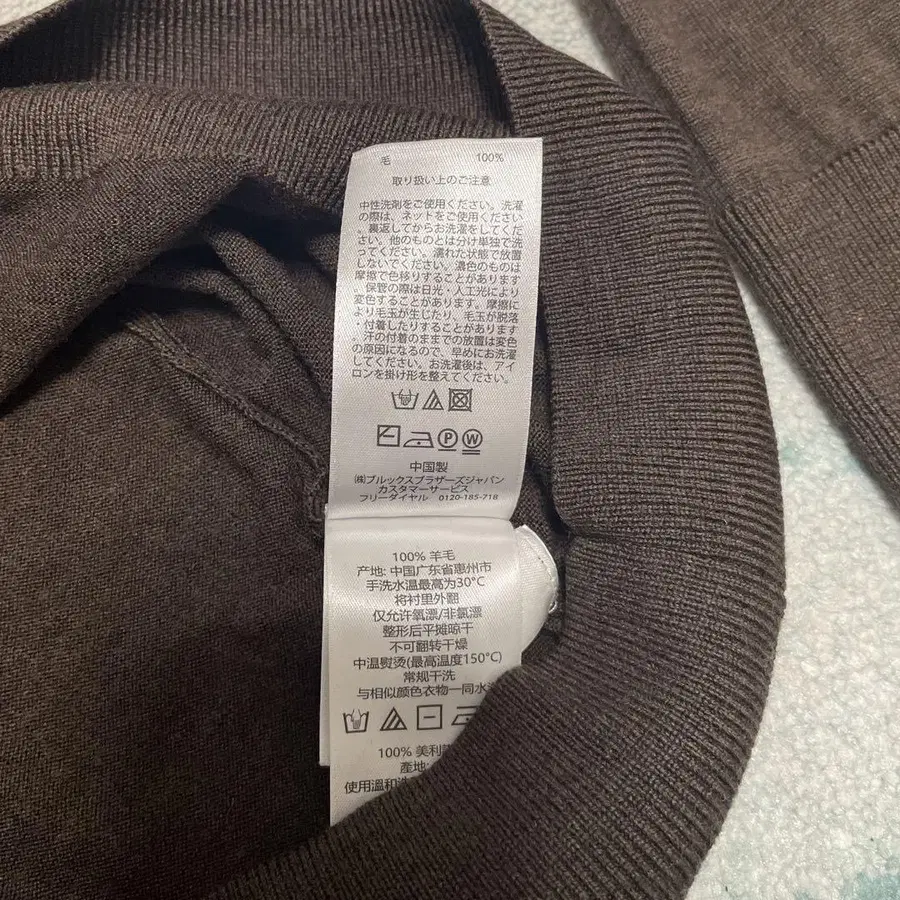 毛 100%
取り扱い上のご注意
中性洗剤をご使用ください。洗濯
の際は、ネットをご使用ください
。裏返してからお洗濯をしてくだ
さい。他のものとは分け単独で洗
ってください。濡れた状態で放置
しないでください。濃色のものは
摩擦で色移りすることがあります
。保管の際は日光・人工光により
変色することがあります。摩擦に
より毛玉が生じたり、毛玉が脱落
・付着したりすることがあります
。汗の付着のままでの放置は変色
の原因になるので、早めにお洗濯
してください。お洗濯後は、アイ
ロンを掛け形を整えてください。
P W
中国製
㈱ブルックスブラザーズジャパン
カスタマーサービス
フリーダイヤル 0120-185-718
100% 羊毛
产地: 中国广东省惠州市
手洗水温最高为30°C
将衬里外翻
仅允许氧漂/非氯漂
整形后平摊晾干
不可翻转干燥
中温熨烫(最高温度150°C)
常规干洗
与相似颜色衣物一同水
100% 美利
產地:
使用溫和洗